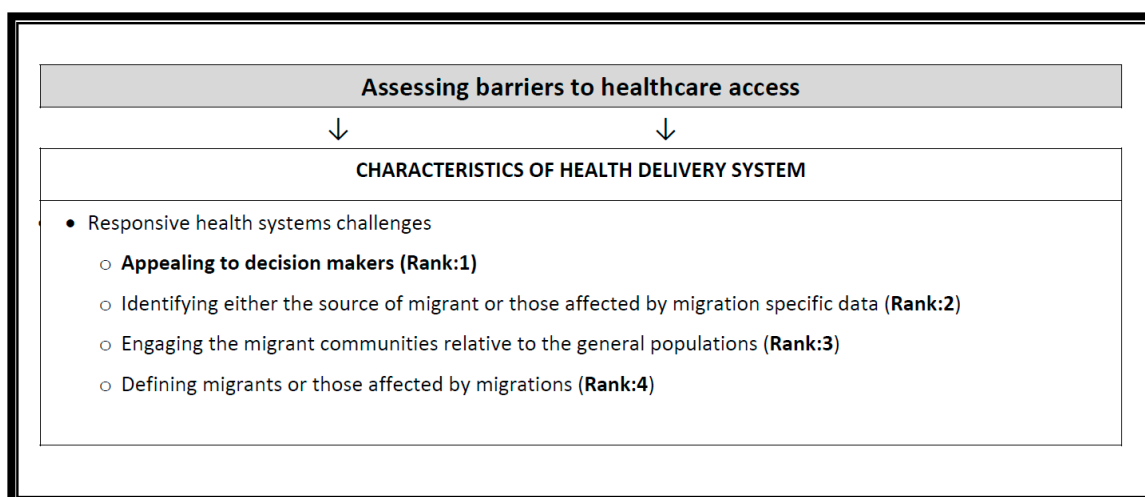 Assessing barriers to healthcare access
↓ ↓
CHARACTERISTICS OF HEALTH DELIVERY SYSTEM
• Responsive health systems challenges
o Appealing to decision makers (Rank:1)
o Identifying either the source of migrant or those affected by migration specific data (Rank:2)
o Engaging the migrant communities relative to the general populations (Rank:3)
o Defining migrants or those affected by migrations (Rank:4)